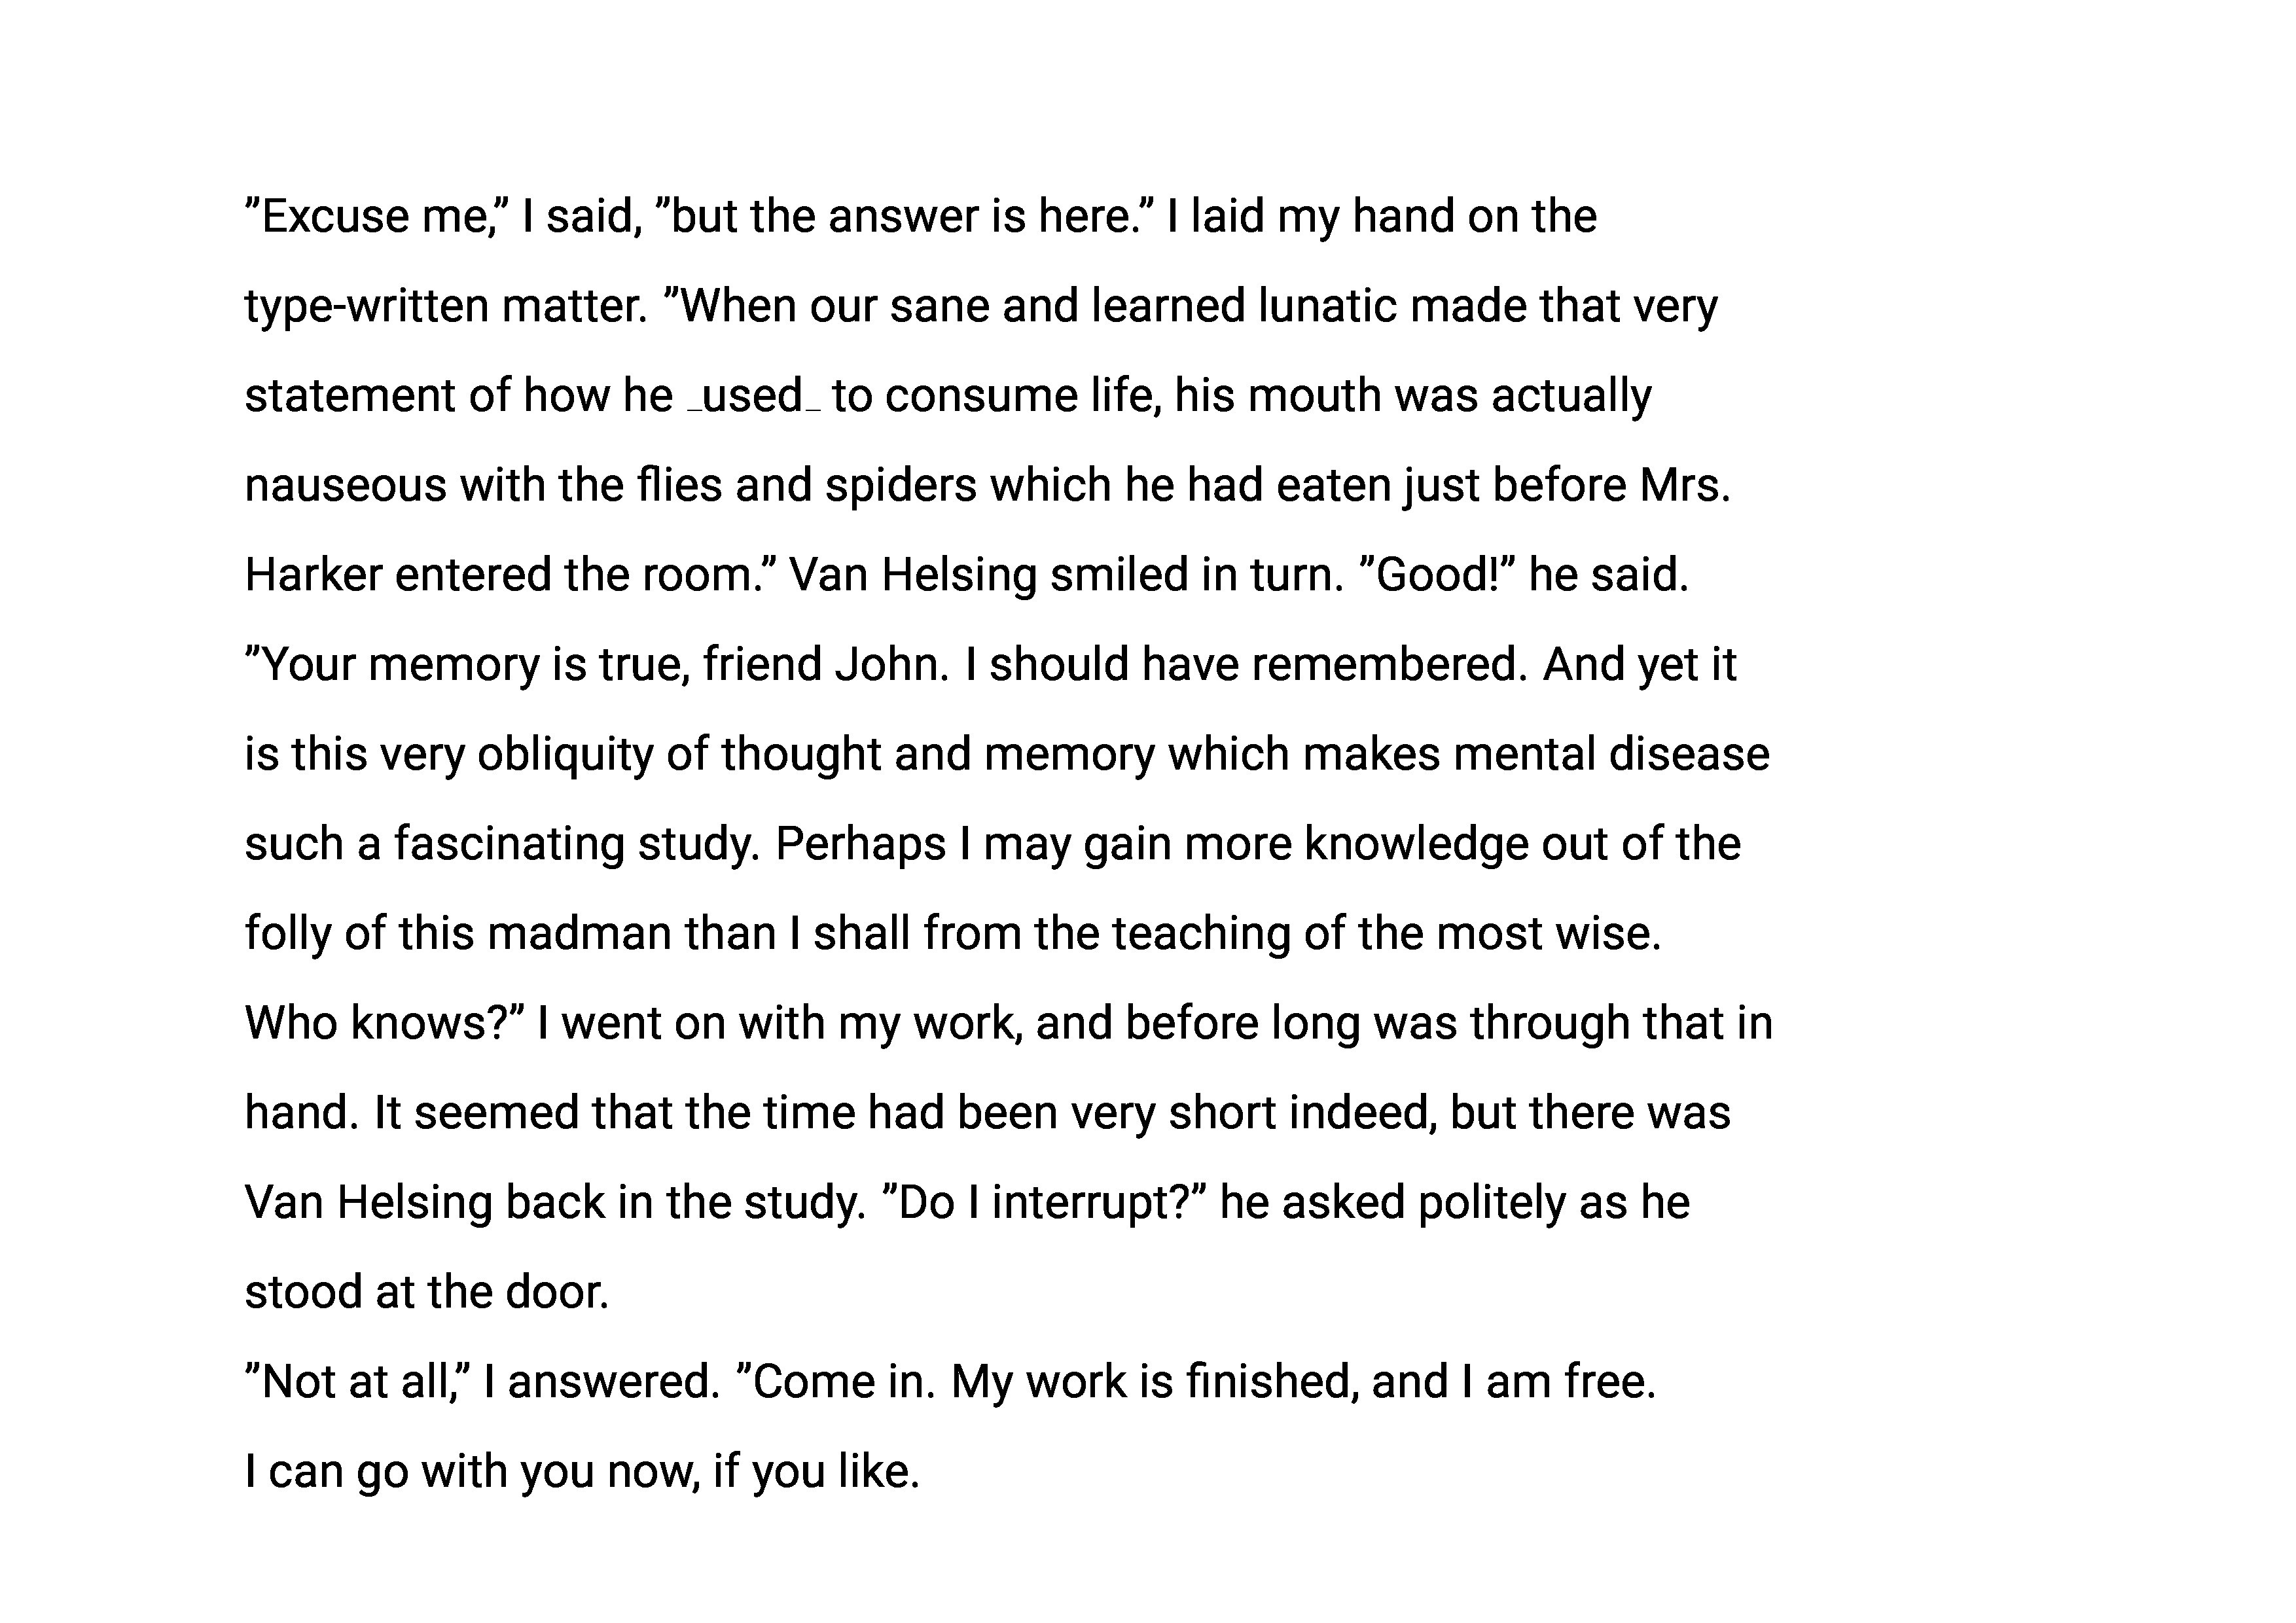 ”Excuse me,” I said, ”but the answer is here.” I laid my hand on the
type-written matter. ”When our sane and learned lunatic made that very
statement of how he _used_ to consume life, his mouth was actually
nauseous with the flies and spiders which he had eaten just before Mrs.
Harker entered the room.” Van Helsing smiled in turn. ”Good!” he said.
”Your memory is true, friend John. I should have remembered. And yet it
is this very obliquity of thought and memory which makes mental disease
such a fascinating study. Perhaps I may gain more knowledge out of the
folly of this madman than I shall from the teaching of the most wise.
Who knows?” I went on with my work, and before long was through that in
hand. It seemed that the time had been very short indeed, but there was
Van Helsing back in the study. ”Do I interrupt?” he asked politely as he
stood at the door.
”Not at all,” I answered. ”Come in. My work is finished, and I am free.
I can go with you now, if you like.